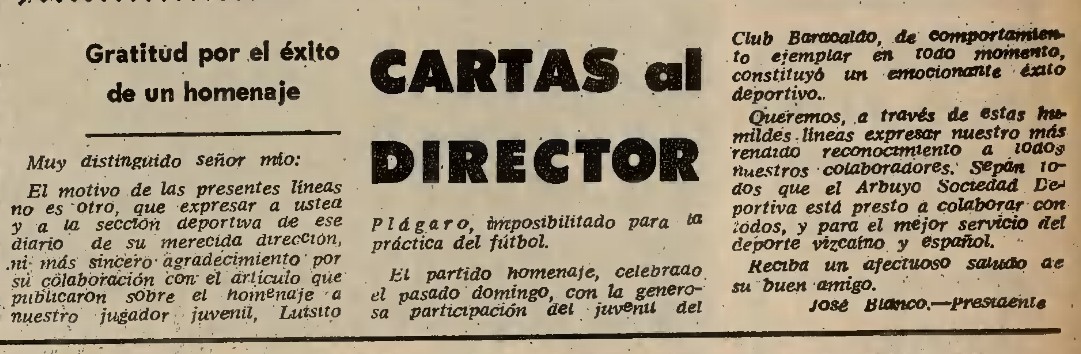 Gratitud por el éxito
de un homenaje
CARTAS al
DIRECTOR
Muy distinguido señor mío:
El motivo de las presentes líneas
no es otro, que expresar a usted
y a la sección deportiva de ese
diario de su merecida dirección,
mi más sincero agradecimiento por
su colaboración con el artículo que
publicaron sobre el homenaje a
nuestro jugador juvenil, Luisito
Plágaro, imposibilitado para la
práctica del fútbol.
El partido homenaje, celebrado
el pasado domingo, con la genero-
sa participación del juvenil del
Club Baracaldo, de comportamien-
to ejemplar en todo momento,
constituyó un emocionante éxito
deportivo..
Queremos, a través de estas hu-
mildes líneas expresar nuestro más
rendido reconocimiento a todos
nuestros colaboradores. Sepán to-
dos que el Arbuyo Sociedad De-
portiva está presto a colaborar con
todos, y para el mejor servicio del
deporte vizcaíno y español.
Reciba un afectuoso saludo de
su buen amigo.
José Blanco.—Presidente